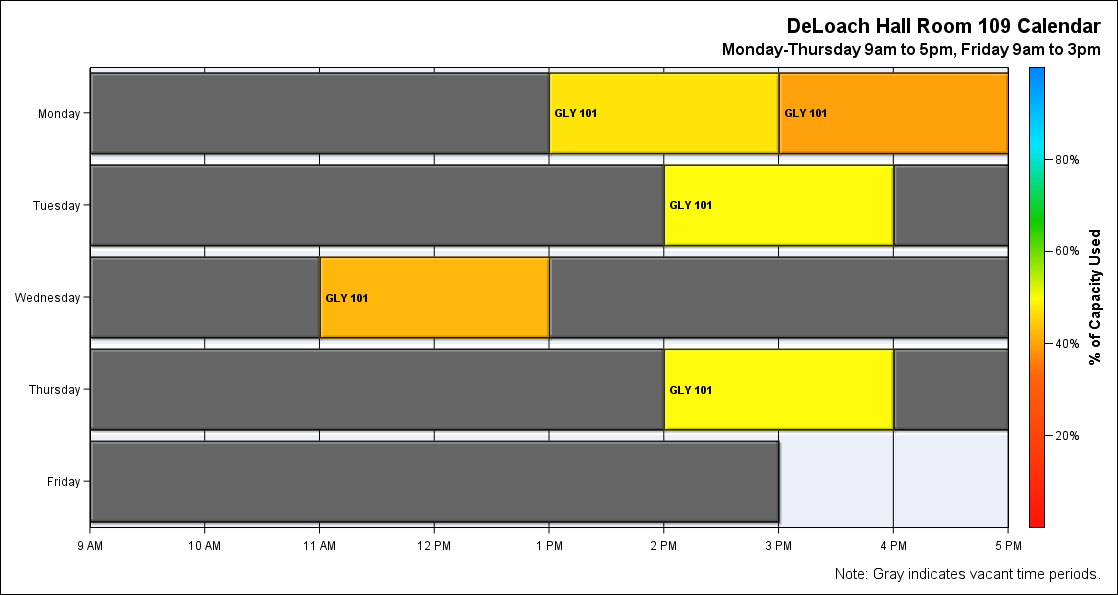 DeLoach Hall Room 109 Calendar
Monday-Thursday 9am to 5pm, Friday 9am to 3pm
Monday
GLY 101
GLY 101
Tuesday
GLY 101
Wednesday
GLY 101
Thursday
GLY 101
Friday
9 AM 10 AM 11 AM 12 PM 1 PM 2 PM 3 PM 4 PM 5 PM
80%
60%
40%
20%
% of Capacity Used
Note: Gray indicates vacant time periods.